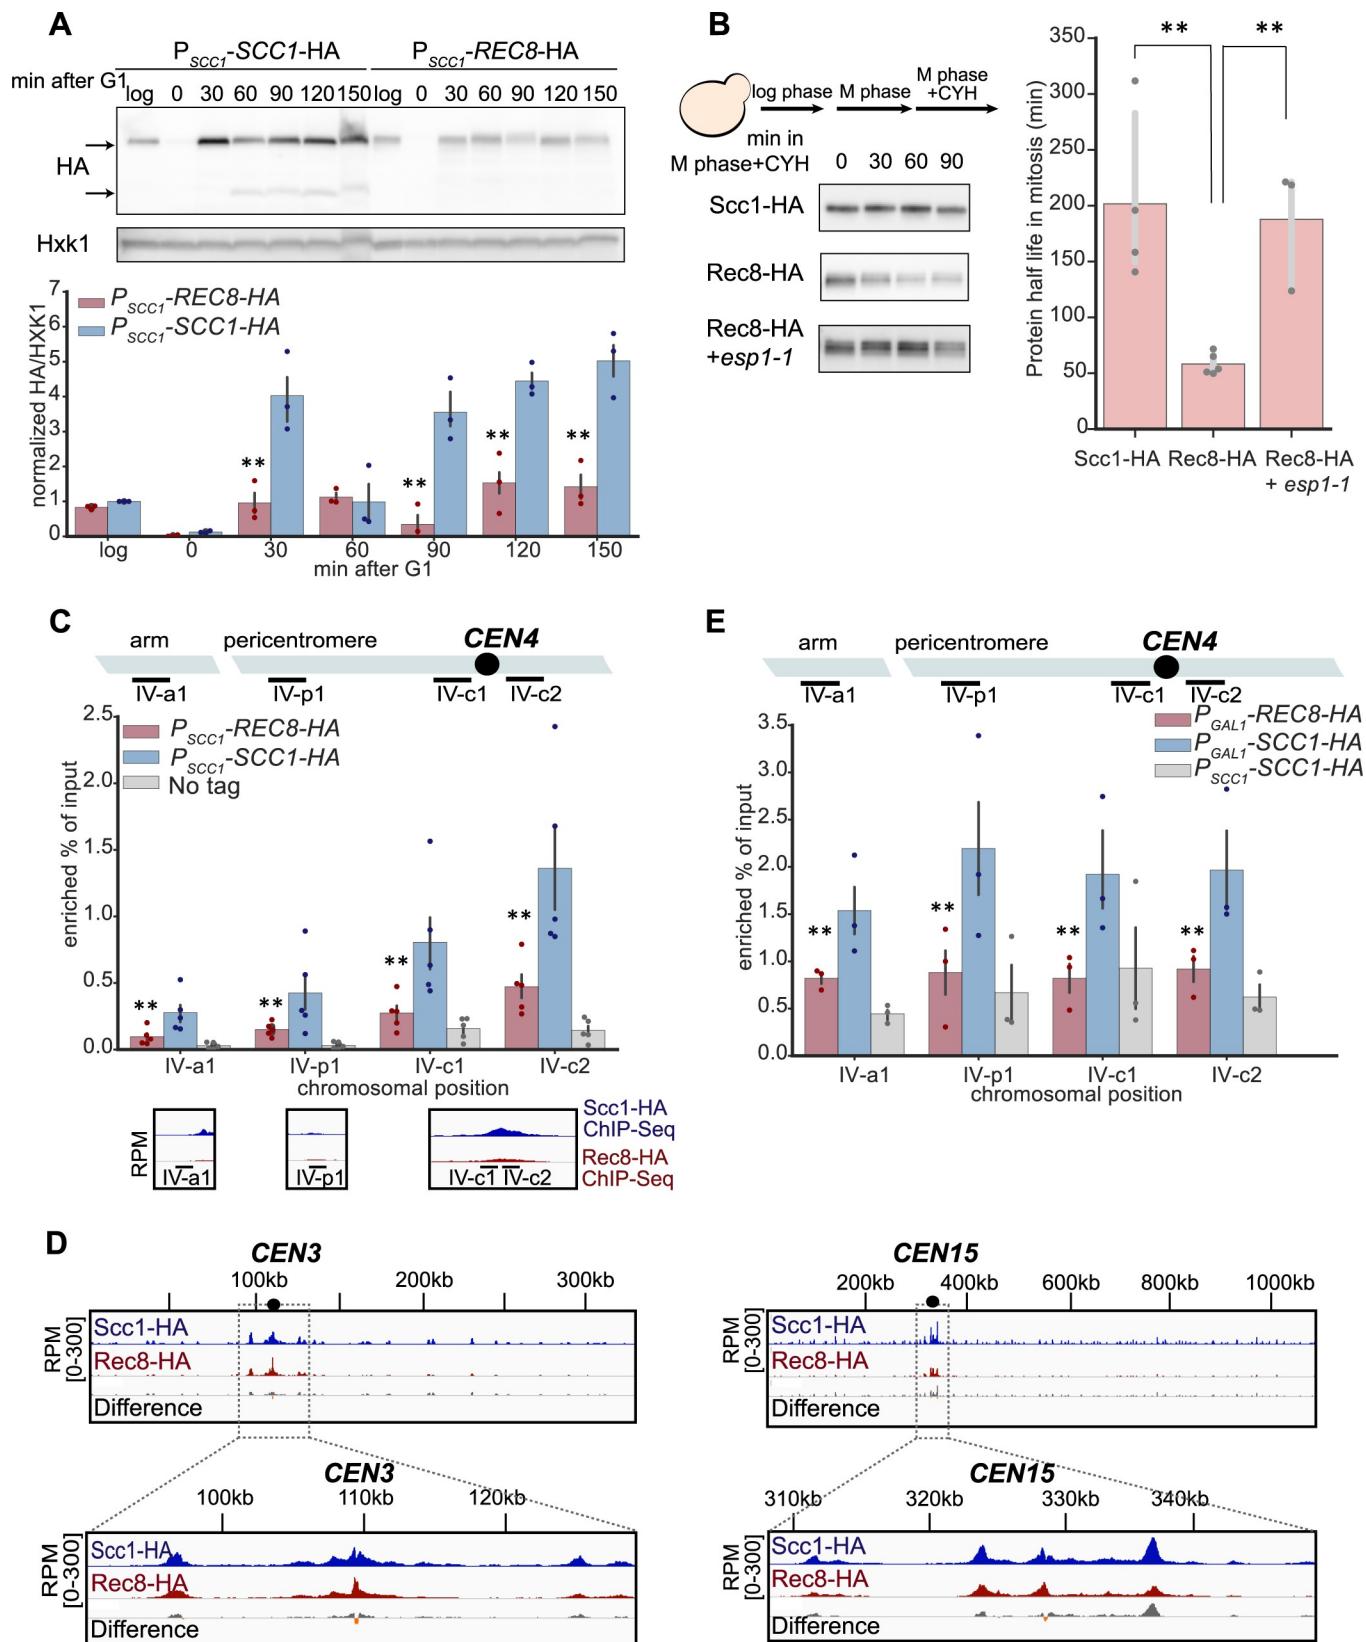 A
P SCC1-SCC1-HA P SCC1-REC8-HA
min after G1 log 0 30 60 90 120 150 log 0 30 60 90 120 150
HA
Hxk1
normalized HA/HXK1
7
6
5
4
3
2
1
0
P SCC1-REC8-HA
P SCC1-SCC1-HA
** ** ** **
log 0 30 60 90 120 150
min after G1
B
log phase M phase M phase +CYH
min in
M phase+CYH 0 30 60 90
Scc1-HA
Rec8-HA
Rec8-HA
+esp1-1
Protein half life in mitosis (min)
350
300
250
200
150
100
50
0
** **
Scc1-HA Rec8-HA Rec8-HA
+ esp1-1
C
arm pericentromere CEN4
IV-a1 IV-p1 IV-c1 IV-c2
enriched % of input
2.5
2.0
1.5
1.0
0.5
0.0
P SCC1-REC8-HA
P SCC1-SCC1-HA
No tag
** ** ** **
IV-a1 IV-p1 IV-c1 IV-c2
chromosomal position
RPM
Scc1-HA
ChIP-Seq
Rec8-HA
ChIP-Seq
IV-a1 IV-p1 IV-c1 IV-c2
E
arm pericentromere CEN4
IV-a1 IV-p1 IV-c1 IV-c2
enriched % of input
3.5
3.0
2.5
2.0
1.5
1.0
0.5
0.0
P GAL1-REC8-HA
P GAL1-SCC1-HA
P SCC1-SCC1-HA
** ** ** **
IV-a1 IV-p1 IV-c1 IV-c2
chromosomal position
D
CEN3
100kb 200kb 300kb
RPM
[0-300]
Scc1-HA
Rec8-HA
Difference
CEN3
100kb 110kb 120kb
RPM
[0-300]
Scc1-HA
Rec8-HA
Difference
CEN15
200kb 400kb 600kb 800kb 1000kb
RPM
[0-300]
Scc1-HA
Rec8-HA
Difference
CEN15
310kb 320kb 330kb 340kb
RPM
[0-300]
Scc1-HA
Rec8-HA
Difference